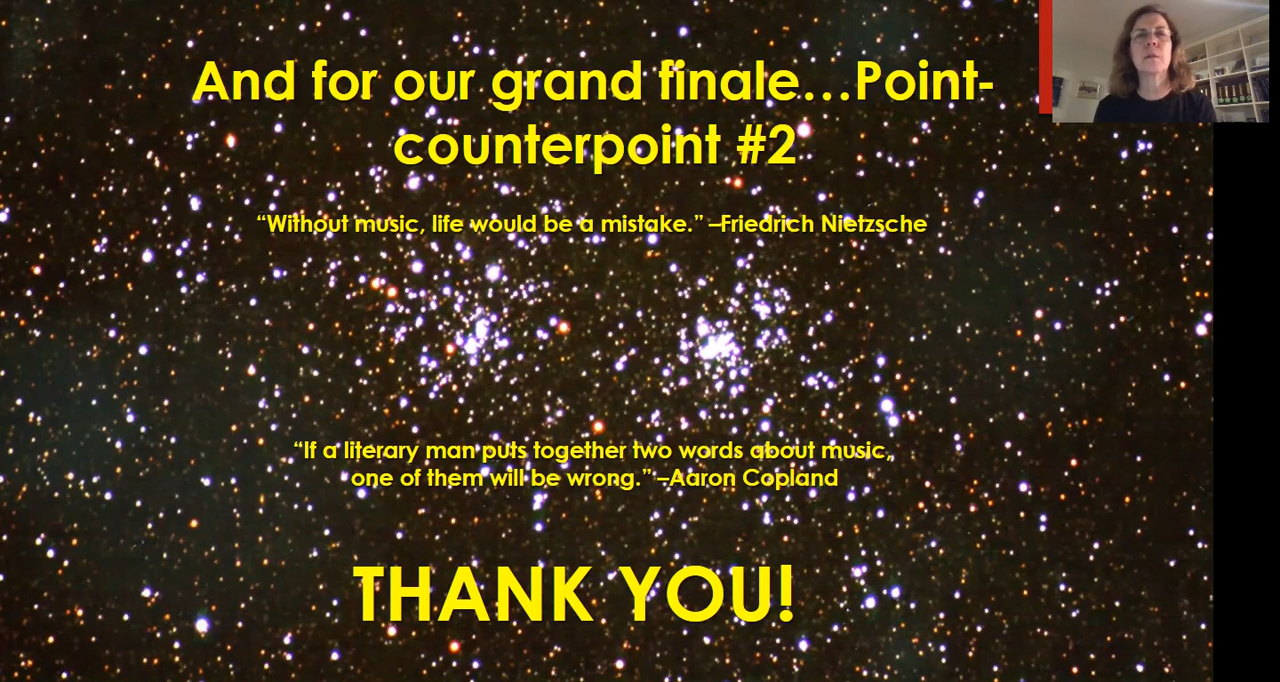 And for our grand finale…Point-
counterpoint #2
“Without music, life would be a mistake.” –Friedrich Nietzsche
“If a literary man puts together two words about music,
one of them will be wrong.” –Aaron Copland
THANK YOU!